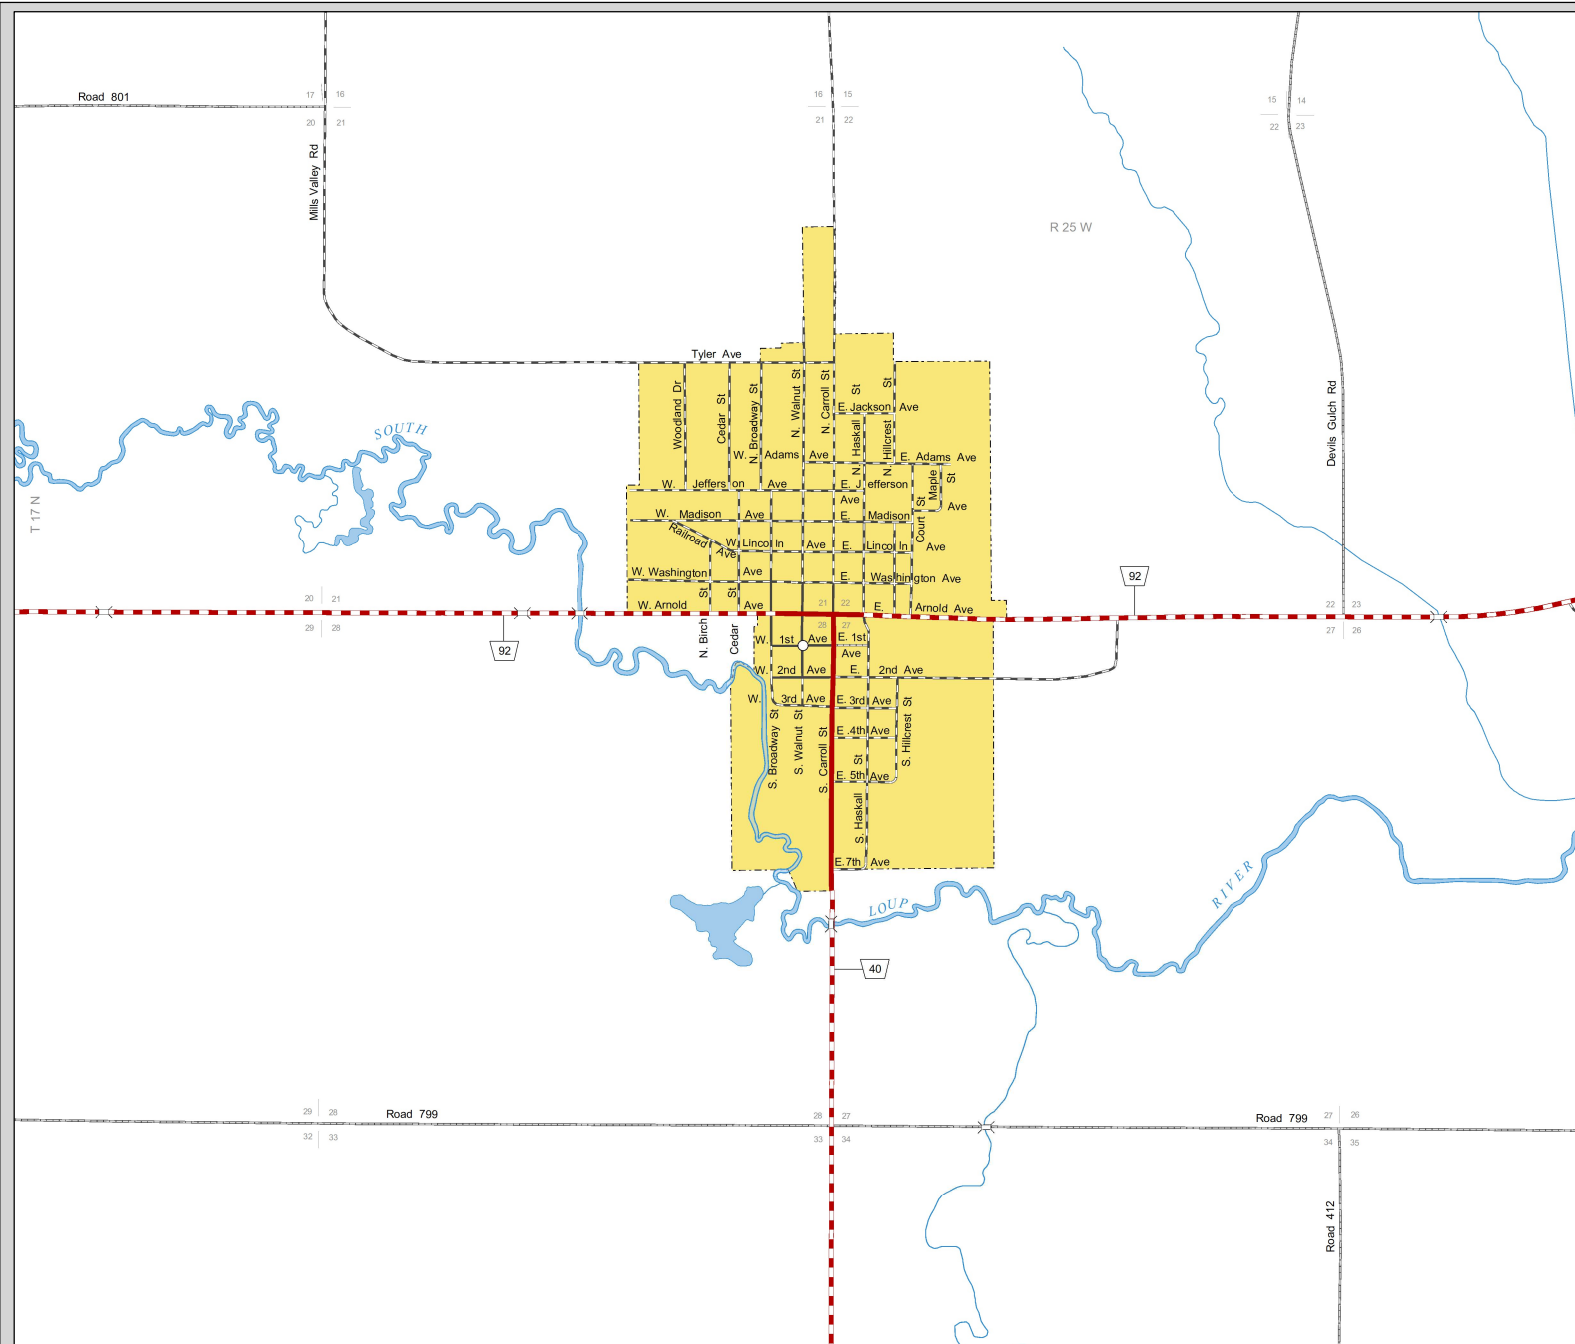 Road 801
17 16
20 21
16 15
21 22
15 14
22 23
Mills Valley Rd
R 25 W
Tyler Ave
Woodland Dr
Cedar St
N. Broadway St
N. Walnut St
N. Carroll St
N. Haskall St
N. Hillcrest St
E. Jackson Ave
Devils Gulch Rd
SOUTH
W. Adams Ave
E. Adams Ave
W. Jefferson Ave
E. Jefferson Ave
Maple St
Court St
T 17 N
W. Madison Ave
E. Madison Ave
Railroad Ave
W. Lincoln Ave
E. Lincoln Ave
W. Washington Ave
E. Washington Ave
92
W. Arnold Ave
E. Arnold Ave
20 21
29 28
21 22
28 27
22 23
27 26
N. Birch St
Cedar St
92
W. 1st Ave
E. 1st Ave
W. 2nd Ave
E. 2nd Ave
W. 3rd Ave
E. 3rd Ave
E. 4th Ave
E. 5th Ave
E. 7th Ave
S. Broadway St
S. Walnut St
S. Carroll St
S. Haskall St
S. Hillcrest St
LOUP
RIVER
40
29 28
32 33
Road 799
28 27
33 34
Road 799
27 26
34 35
Road 412